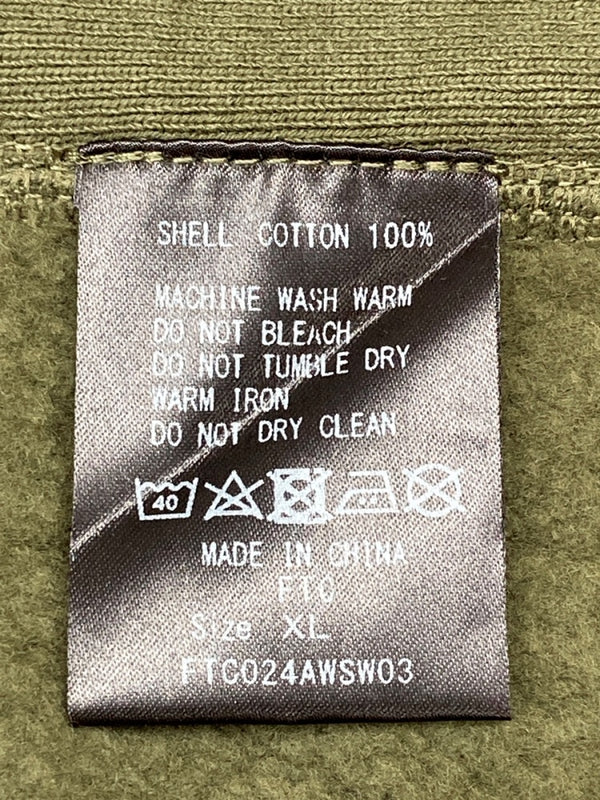 SHELL COTTON 100%
MACHINE WASH WARM
DO NOT BLEACH
DO NOT TUMBLE DRY
WARM IRON
DO NOT DRY CLEAN
40
MADE IN CHINA
FTC
Size XL
FTC024AWSW03